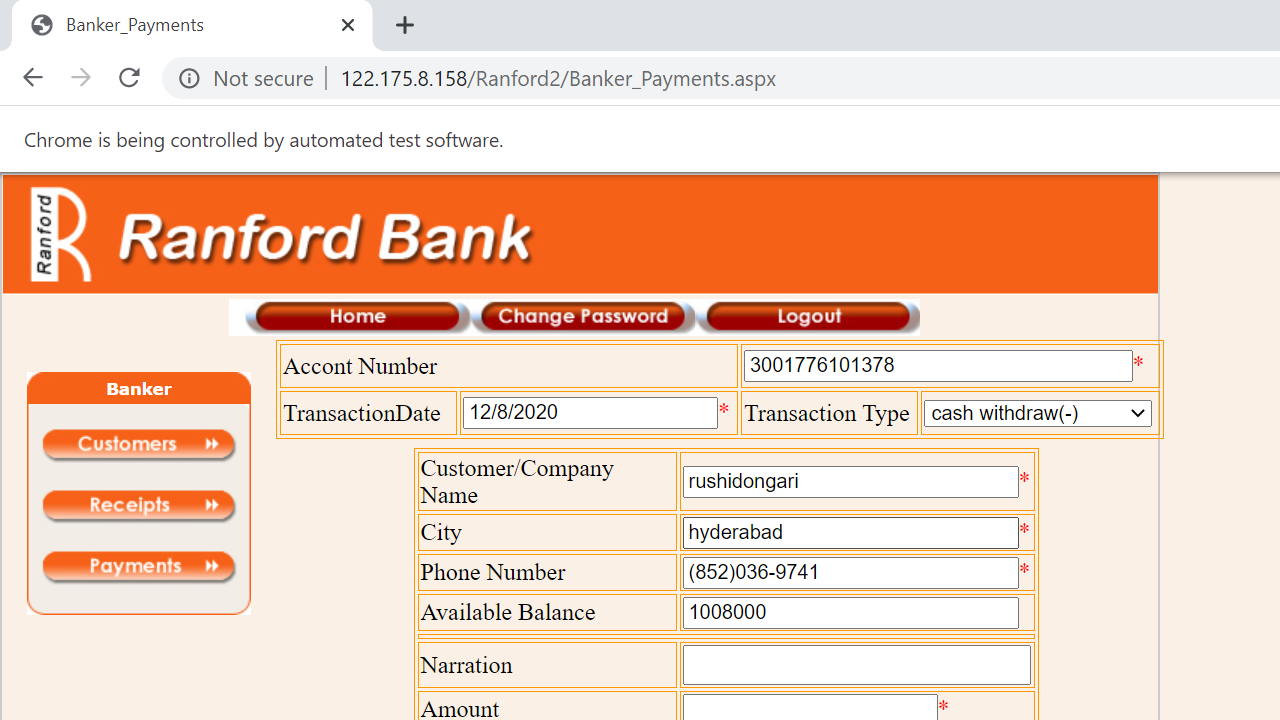 Banker_Payments
Not secure | 122.175.8.158/Ranford2/Banker_Payments.aspx
Chrome is being controlled by automated test software.
Ranford
Ranford Bank
Home Change Password Logout
Accont Number 3001776101378 *
TransactionDate 12/8/2020 * Transaction Type cash withdraw(-)
Banker
Customers
Receipts
Payments
Customer/Company
Name rushidongari *
City hyderabad *
Phone Number (852)036-9741 *
Available Balance 1008000
Narration
Amount *